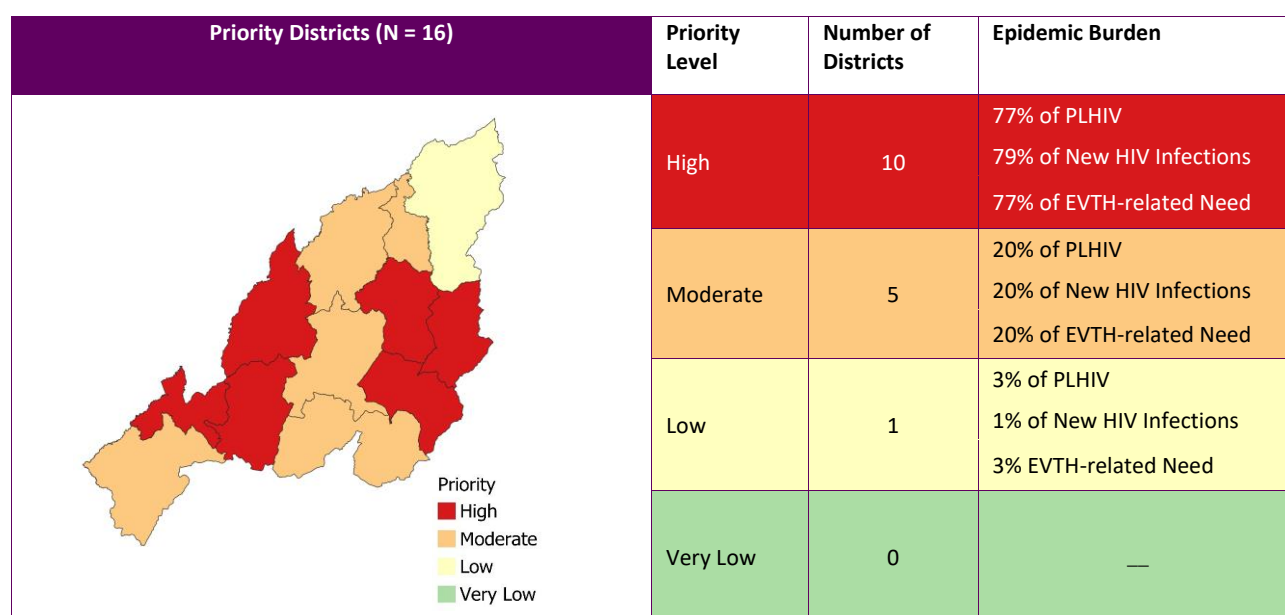 Priority Districts (N = 16)
Priority
High
Moderate
Low
Very Low
Priority
Level
Number of
Districts
Epidemic Burden
High
10
77% of PLHIV
79% of New HIV Infections
77% of EVTH-related Need
Moderate
5
20% of PLHIV
20% of New HIV Infections
20% of EVTH-related Need
Low
1
3% of PLHIV
1% of New HIV Infections
3% EVTH-related Need
Very Low
0
__